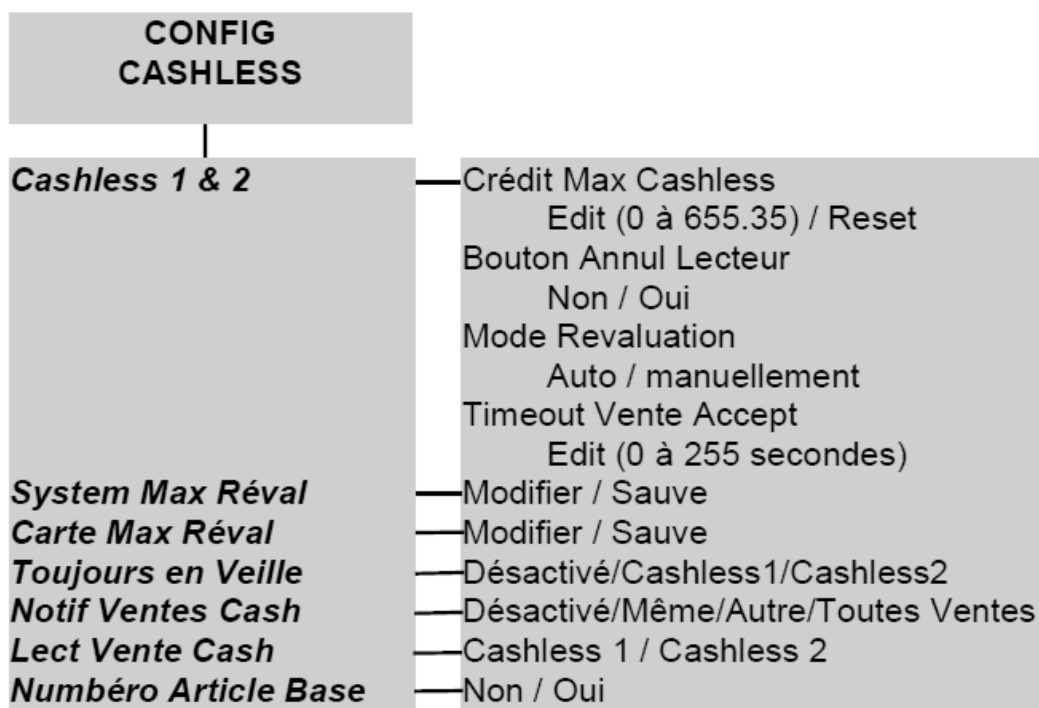 CONFIG
CASHLESS
Cashless 1 & 2 Crédit Max Cashless
Edit (0 à 655.35) / Reset
Bouton Annul Lecteur
Non / Oui
Mode Revaluation
Auto / manuellement
Timeout Vente Accept
Edit (0 à 255 secondes)
System Max Réval Modifier / Sauve
Carte Max Réval Modifier / Sauve
Toujours en Veille Désactivé/Cashless1/Cashless2
Notif Ventes Cash Désactivé/Même/Autre/Toutes Ventes
Lect Vente Cash Cashless 1 / Cashless 2
Numbéro Article Base Non / Oui